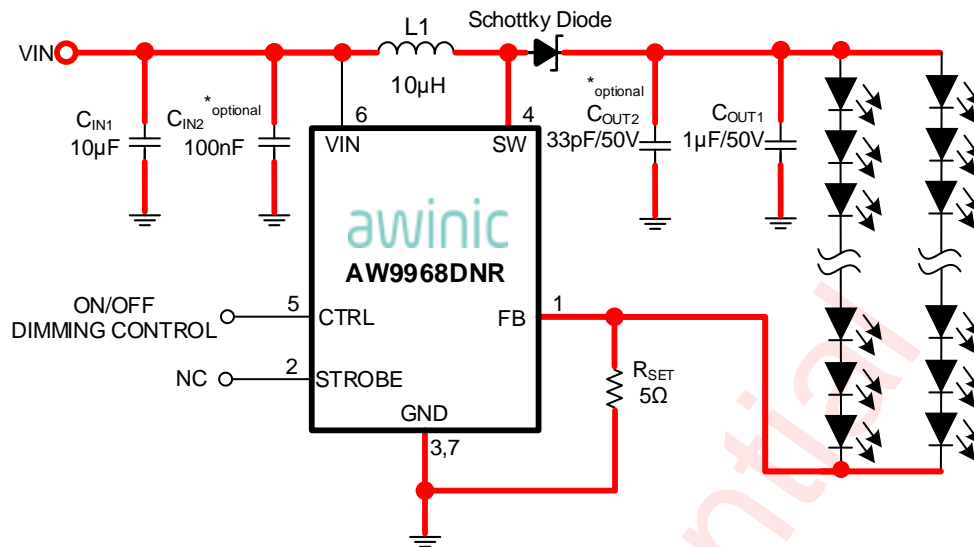 L1
Schottky Diode
VIN
10µH
*optional
*optional
CIN1
10µF
CIN2
100nF
6
4
COUT2
33pF/50V
COUT1
1µF/50V
VIN
SW
awinic
AW9968DNR
ON/OFF
DIMMING CONTROL
5
CTRL
FB
1
NC
2
STROBE
RSET
5Ω
GND
3,7